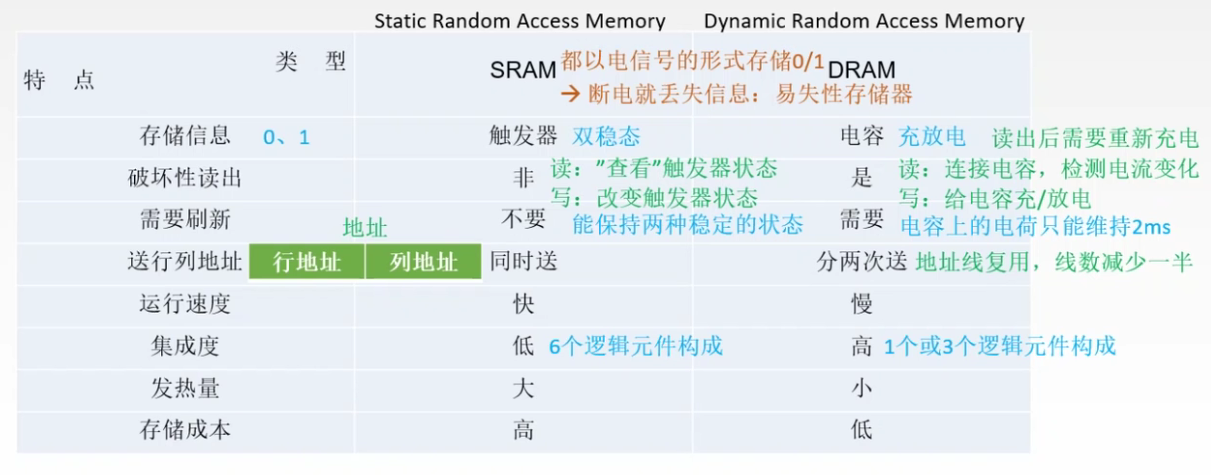 Static Random Access Memory Dynamic Random Access Memory
类 型
特 点
SRAM 都以电信号的形式存储0/1 DRAM
→ 断电就丢失信息：易失性存储器
存储信息 0、1 触发器 双稳态 电容 充放电 读出后需要重新充电
破坏性读出 非 读："查看"触发器状态 是 读：连接电容，检测电流变化
写：改变触发器状态 写：给电容充/放电
需要刷新 不要 能保持两种稳定的状态 需要 电容上的电荷只能维持2ms
地址
送行列地址 行地址 列地址 同时送 分两次送 地址线复用，线数减少一半
运行速度 快 慢
集成度 低 6个逻辑元件构成 高 1个或3个逻辑元件构成
发热量 大 小
存储成本 高 低